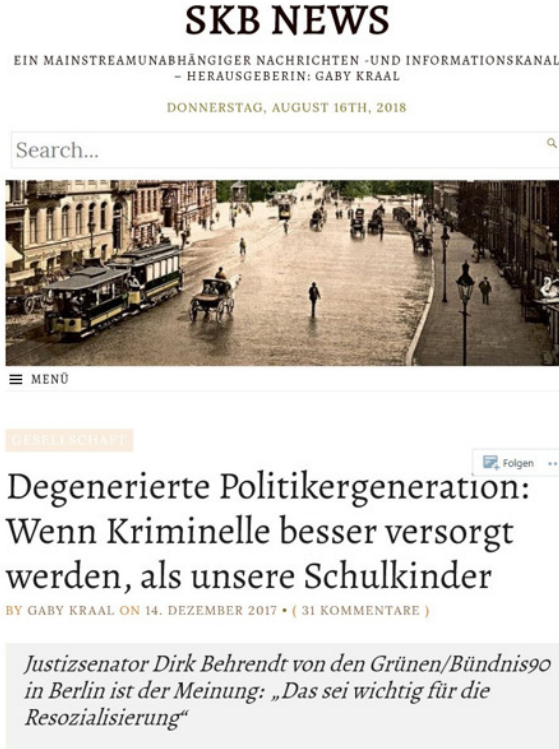 SKB NEWS
EIN MAINSTREAMUNABHÄNGIGER NACHRICHTEN -UND INFORMATIONSKANAL
– HERAUSGEBERIN: GABY KRAAL
DONNERSTAG, AUGUST 16TH, 2018
Search...
MENÜ
GESELLSCHAFT
Folgen
Degenerierte Politikergeneration:
Wenn Kriminelle besser versorgt
werden, als unsere Schulkinder
BY GABY KRAAL ON 14. DEZEMBER 2017 • ( 31 KOMMENTARE )
Justizsenator Dirk Behrendt von den Grünen/Bündnis90
in Berlin ist der Meinung: „Das sei wichtig für die
Resozialisierung“